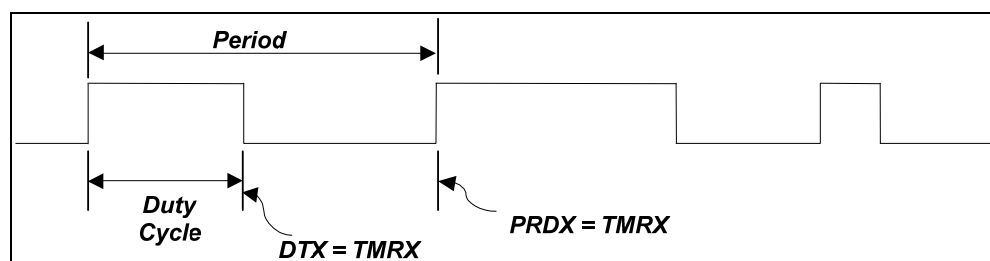 Period
Duty
Cycle
DTX = TMRX
PRDX = TMRX